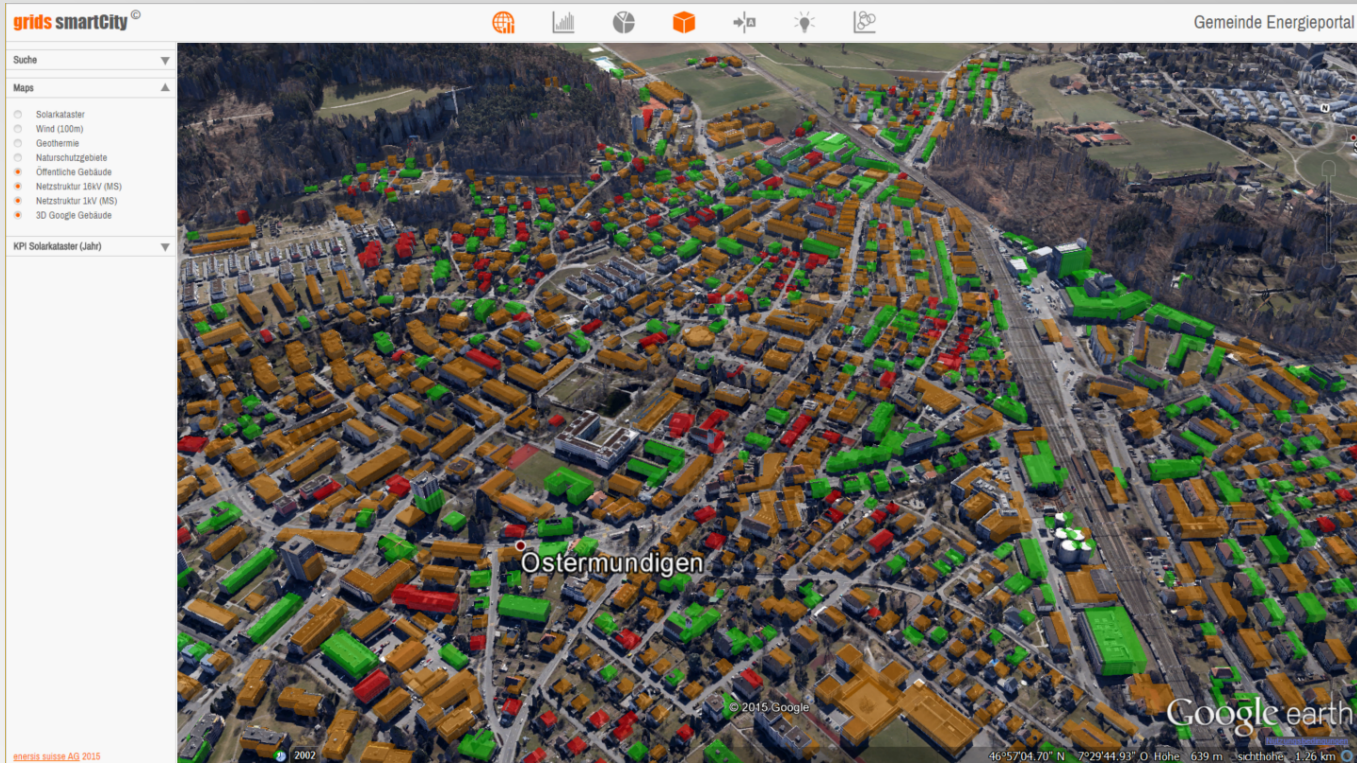 grids smartCity ©
Gemeinde Energieportal
Suche
Maps
Solarkataster
Wind (100m)
Geothermie
Naturschutzgebiete
Öffentliche Gebäude
Netzstruktur 16kV (MS)
Netzstruktur 1kV (MS)
3D Google Gebäude
KPI Solarkataster (Jahr)
N
Ostermundigen
© 2015 Google
Google earth
enersis suisse AG 2015
2002
46°57'04.70" N 7°29'44.93" O Höhe 639 m sichthöhe 1.26 km